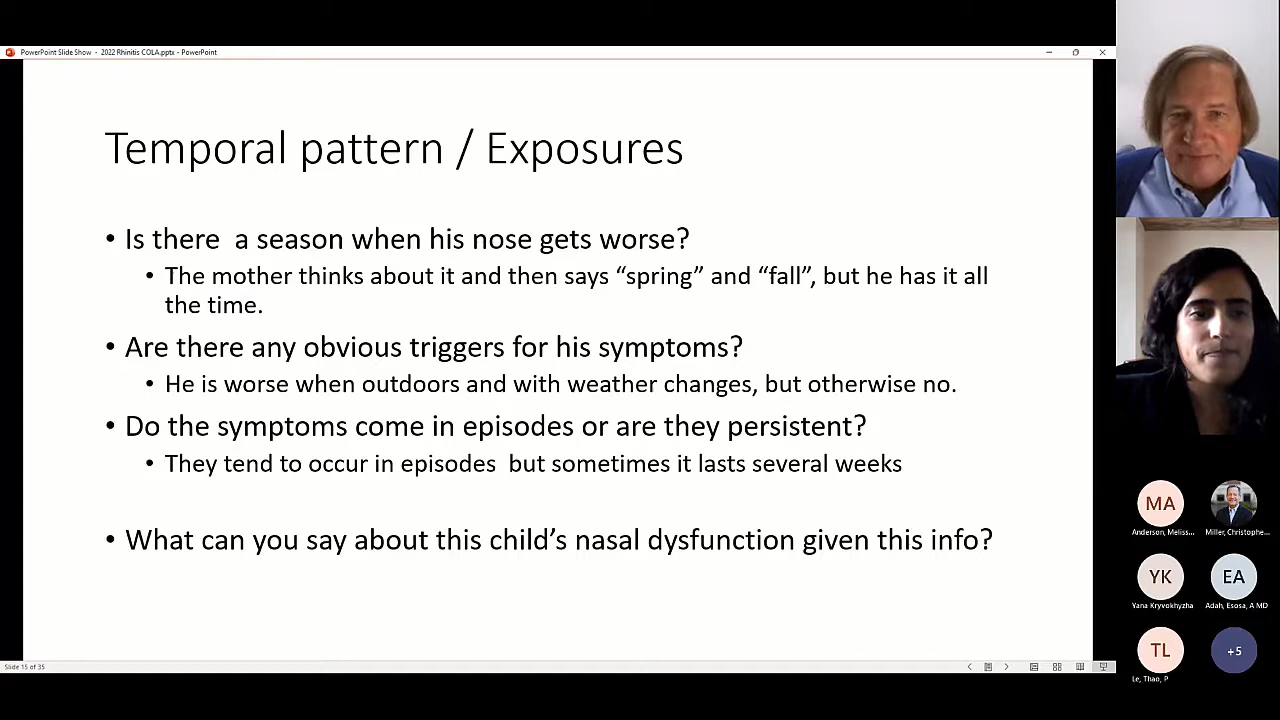 PowerPoint Slide Show - 2022 Rhinitis COLA.pptx - PowerPoint
Temporal pattern / Exposures
• Is there a season when his nose gets worse?
• The mother thinks about it and then says “spring” and “fall”, but he has it all
the time.
• Are there any obvious triggers for his symptoms?
• He is worse when outdoors and with weather changes, but otherwise no.
• Do the symptoms come in episodes or are they persistent?
• They tend to occur in episodes but sometimes it lasts several weeks
• What can you say about this child’s nasal dysfunction given this info?
Slide 15 of 35
MA
Anderson, Meliss...
Miller, Christophe...
YK
EA
Yana Kryvokhyzha
Adah, Esosa, A MD
TL
+5
Le, Thao, P